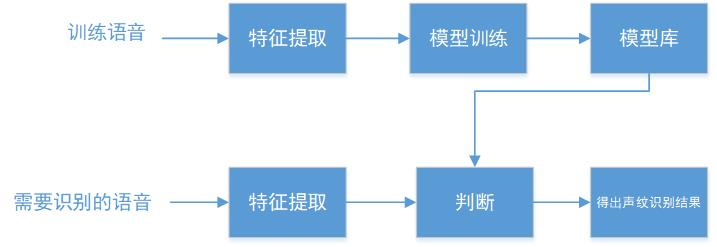 训练语音
特征提取
模型训练
模型库
需要识别的语音
特征提取
判断
得出声纹识别结果